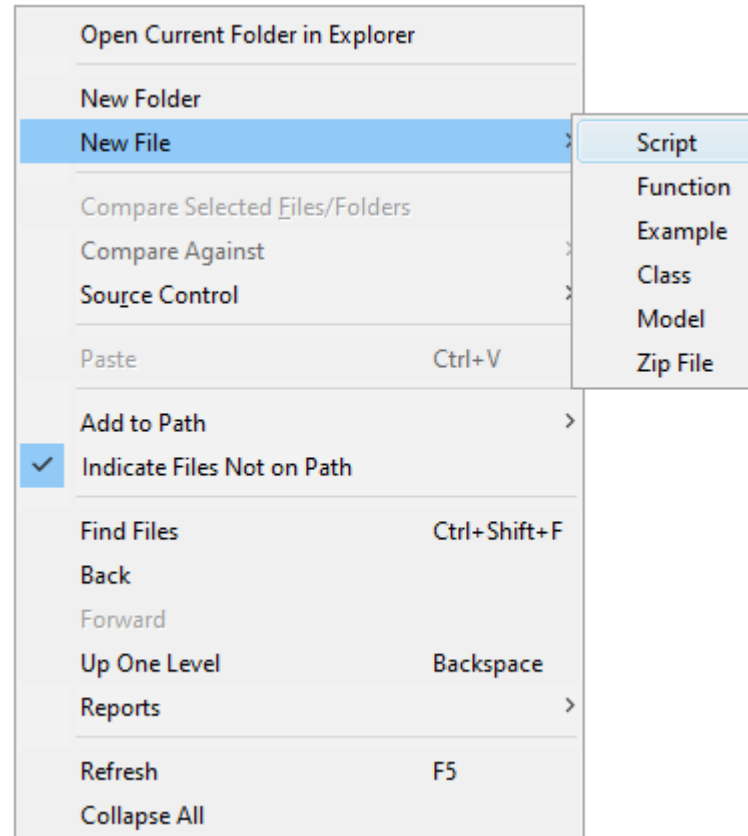 Open Current Folder in Explorer
New Folder
New File
Script
Function
Example
Class
Model
Zip File
Compare Selected Files/Folders
Compare Against
Source Control
Paste Ctrl+V
Add to Path
Indicate Files Not on Path
Find Files Ctrl+Shift+F
Back
Forward
Up One Level Backspace
Reports
Refresh F5
Collapse All